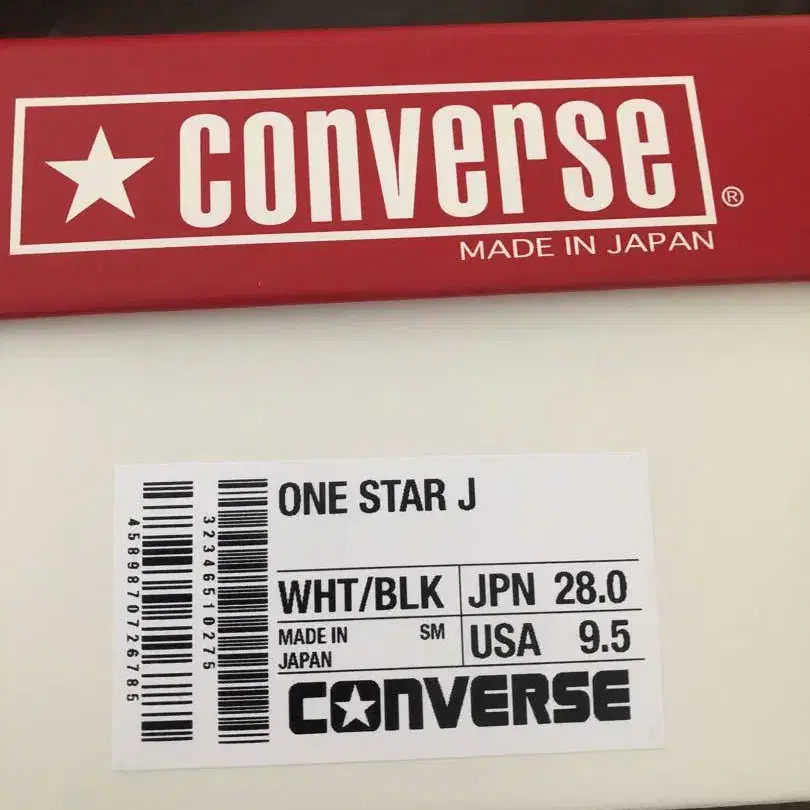 CONVERSE
®
MADE IN JAPAN
ONE STAR J
WHT/BLK JPN 28.0
MADE IN JAPAN SM USA 9.5
CONVERSE
4589870726785
32346510275